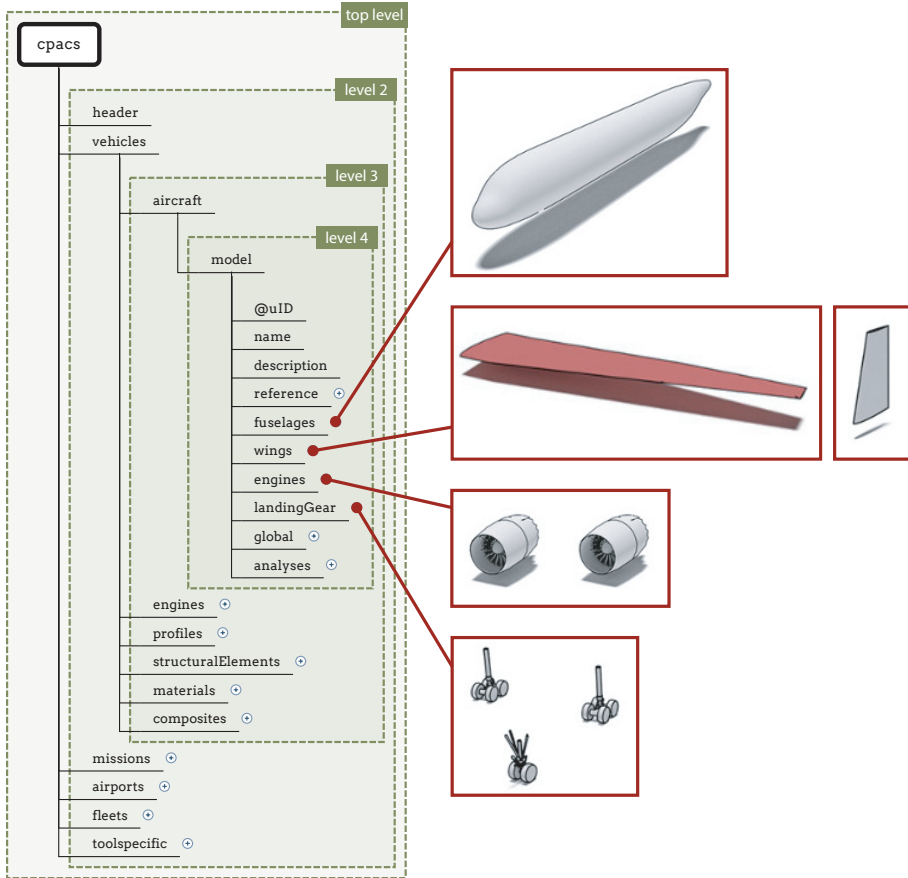 top level
cpacs
level 2
header
vehicles
level 3
aircraft
level 4
model
@uID
name
description
reference
fuselages
wings
engines
landingGear
global
analyses
engines
profiles
structuralElements
materials
composites
missions
airports
fleets
toolspecific